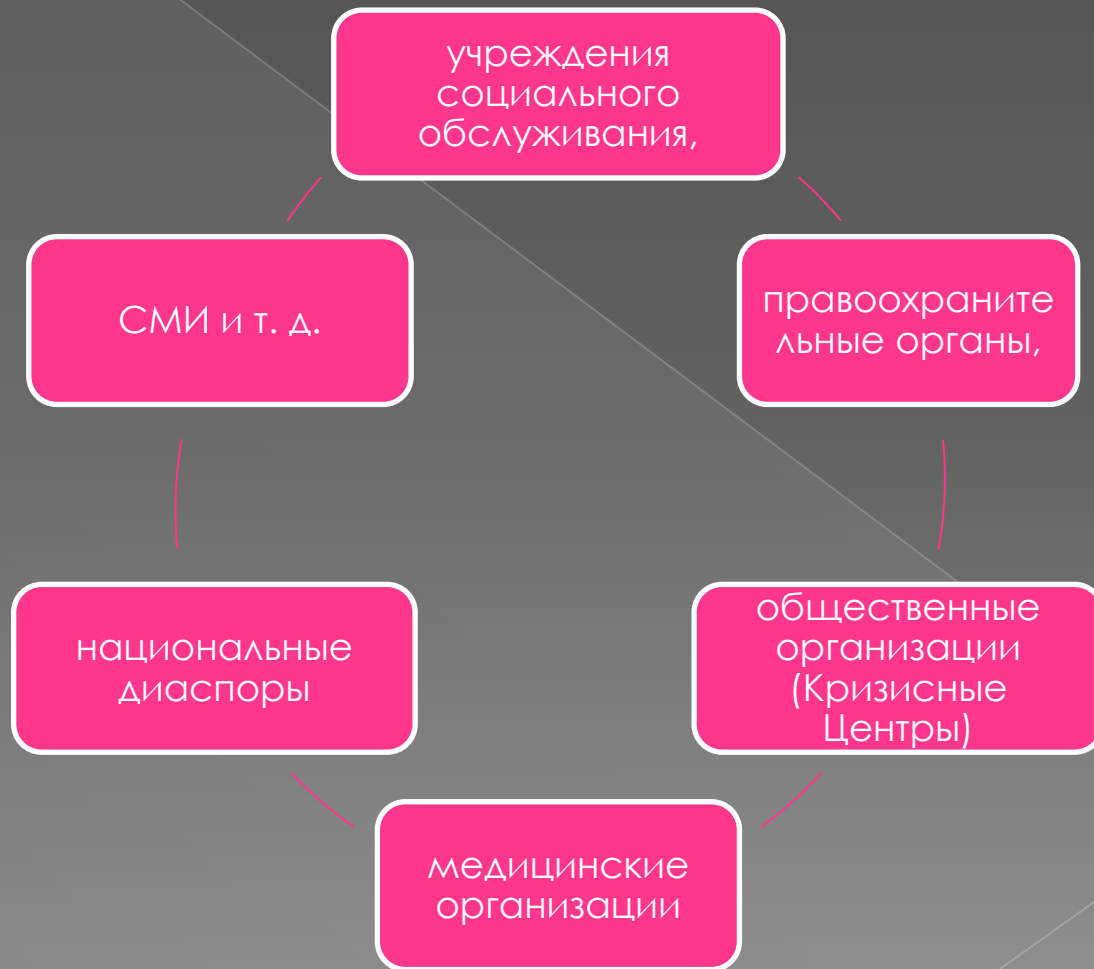 учреждения
социального
обслуживания,
правоохраните
льные органы,
общественные
организации
(Кризисные
Центры)
медицинские
организации
национальные
диаспоры
СМИ и т. д.